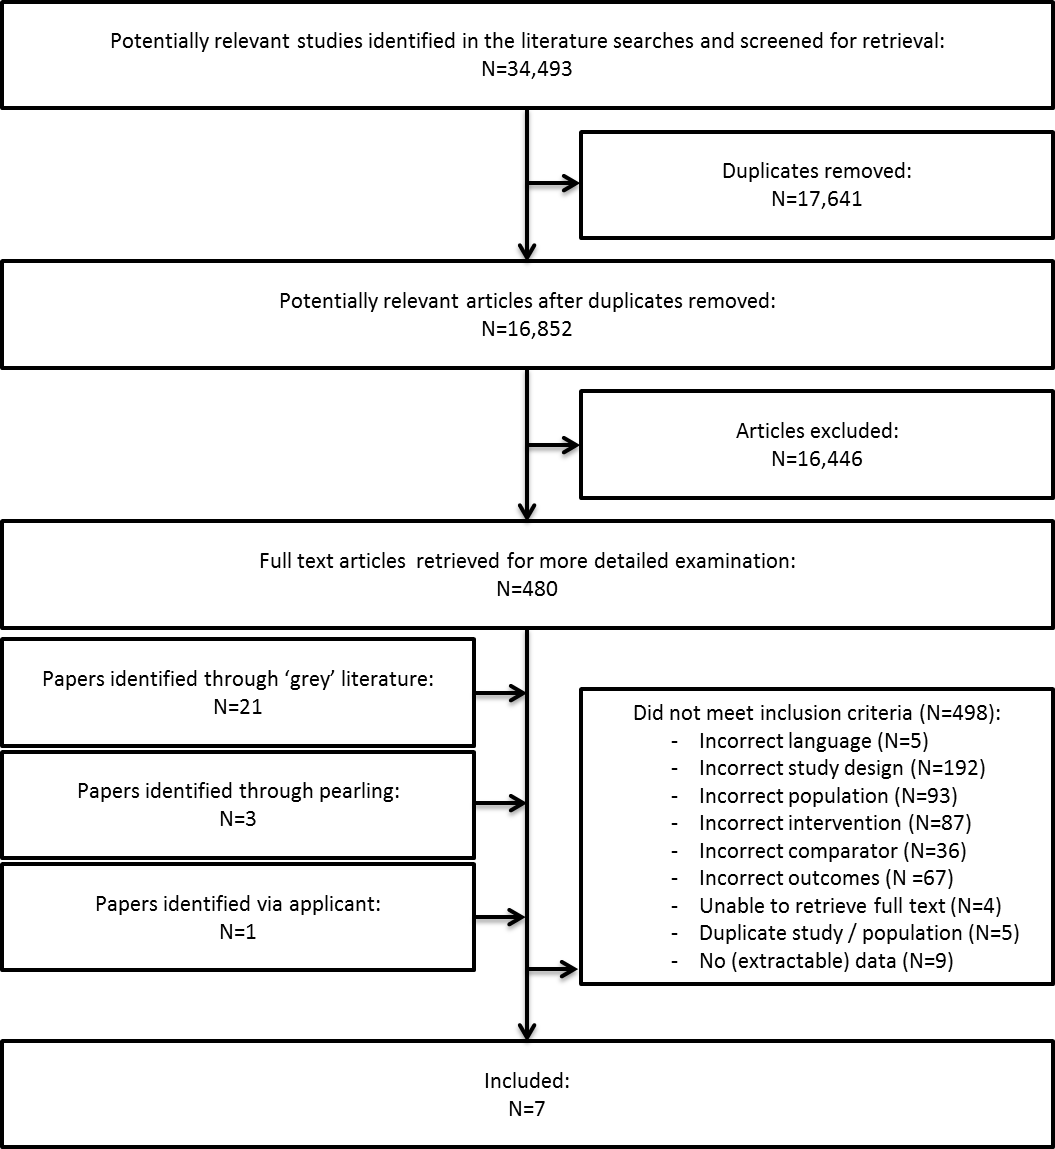 Potentially relevant studies identified in the literature searches and screened for retrieval:
N=34,493
Duplicates removed:
N=17,641
Potentially relevant articles after duplicates removed:
N=16,852
Articles excluded:
N=16,446
Full text articles retrieved for more detailed examination:
N=480
Papers identified through ‘grey’ literature:
N=21
Papers identified through pearling:
N=3
Papers identified via applicant:
N=1
Did not meet inclusion criteria (N=498):
- Incorrect language (N=5)
- Incorrect study design (N=192)
- Incorrect population (N=93)
- Incorrect intervention (N=87)
- Incorrect comparator (N=36)
- Incorrect outcomes (N =67)
- Unable to retrieve full text (N=4)
- Duplicate study / population (N=5)
- No (extractable) data (N=9)
Included:
N=7